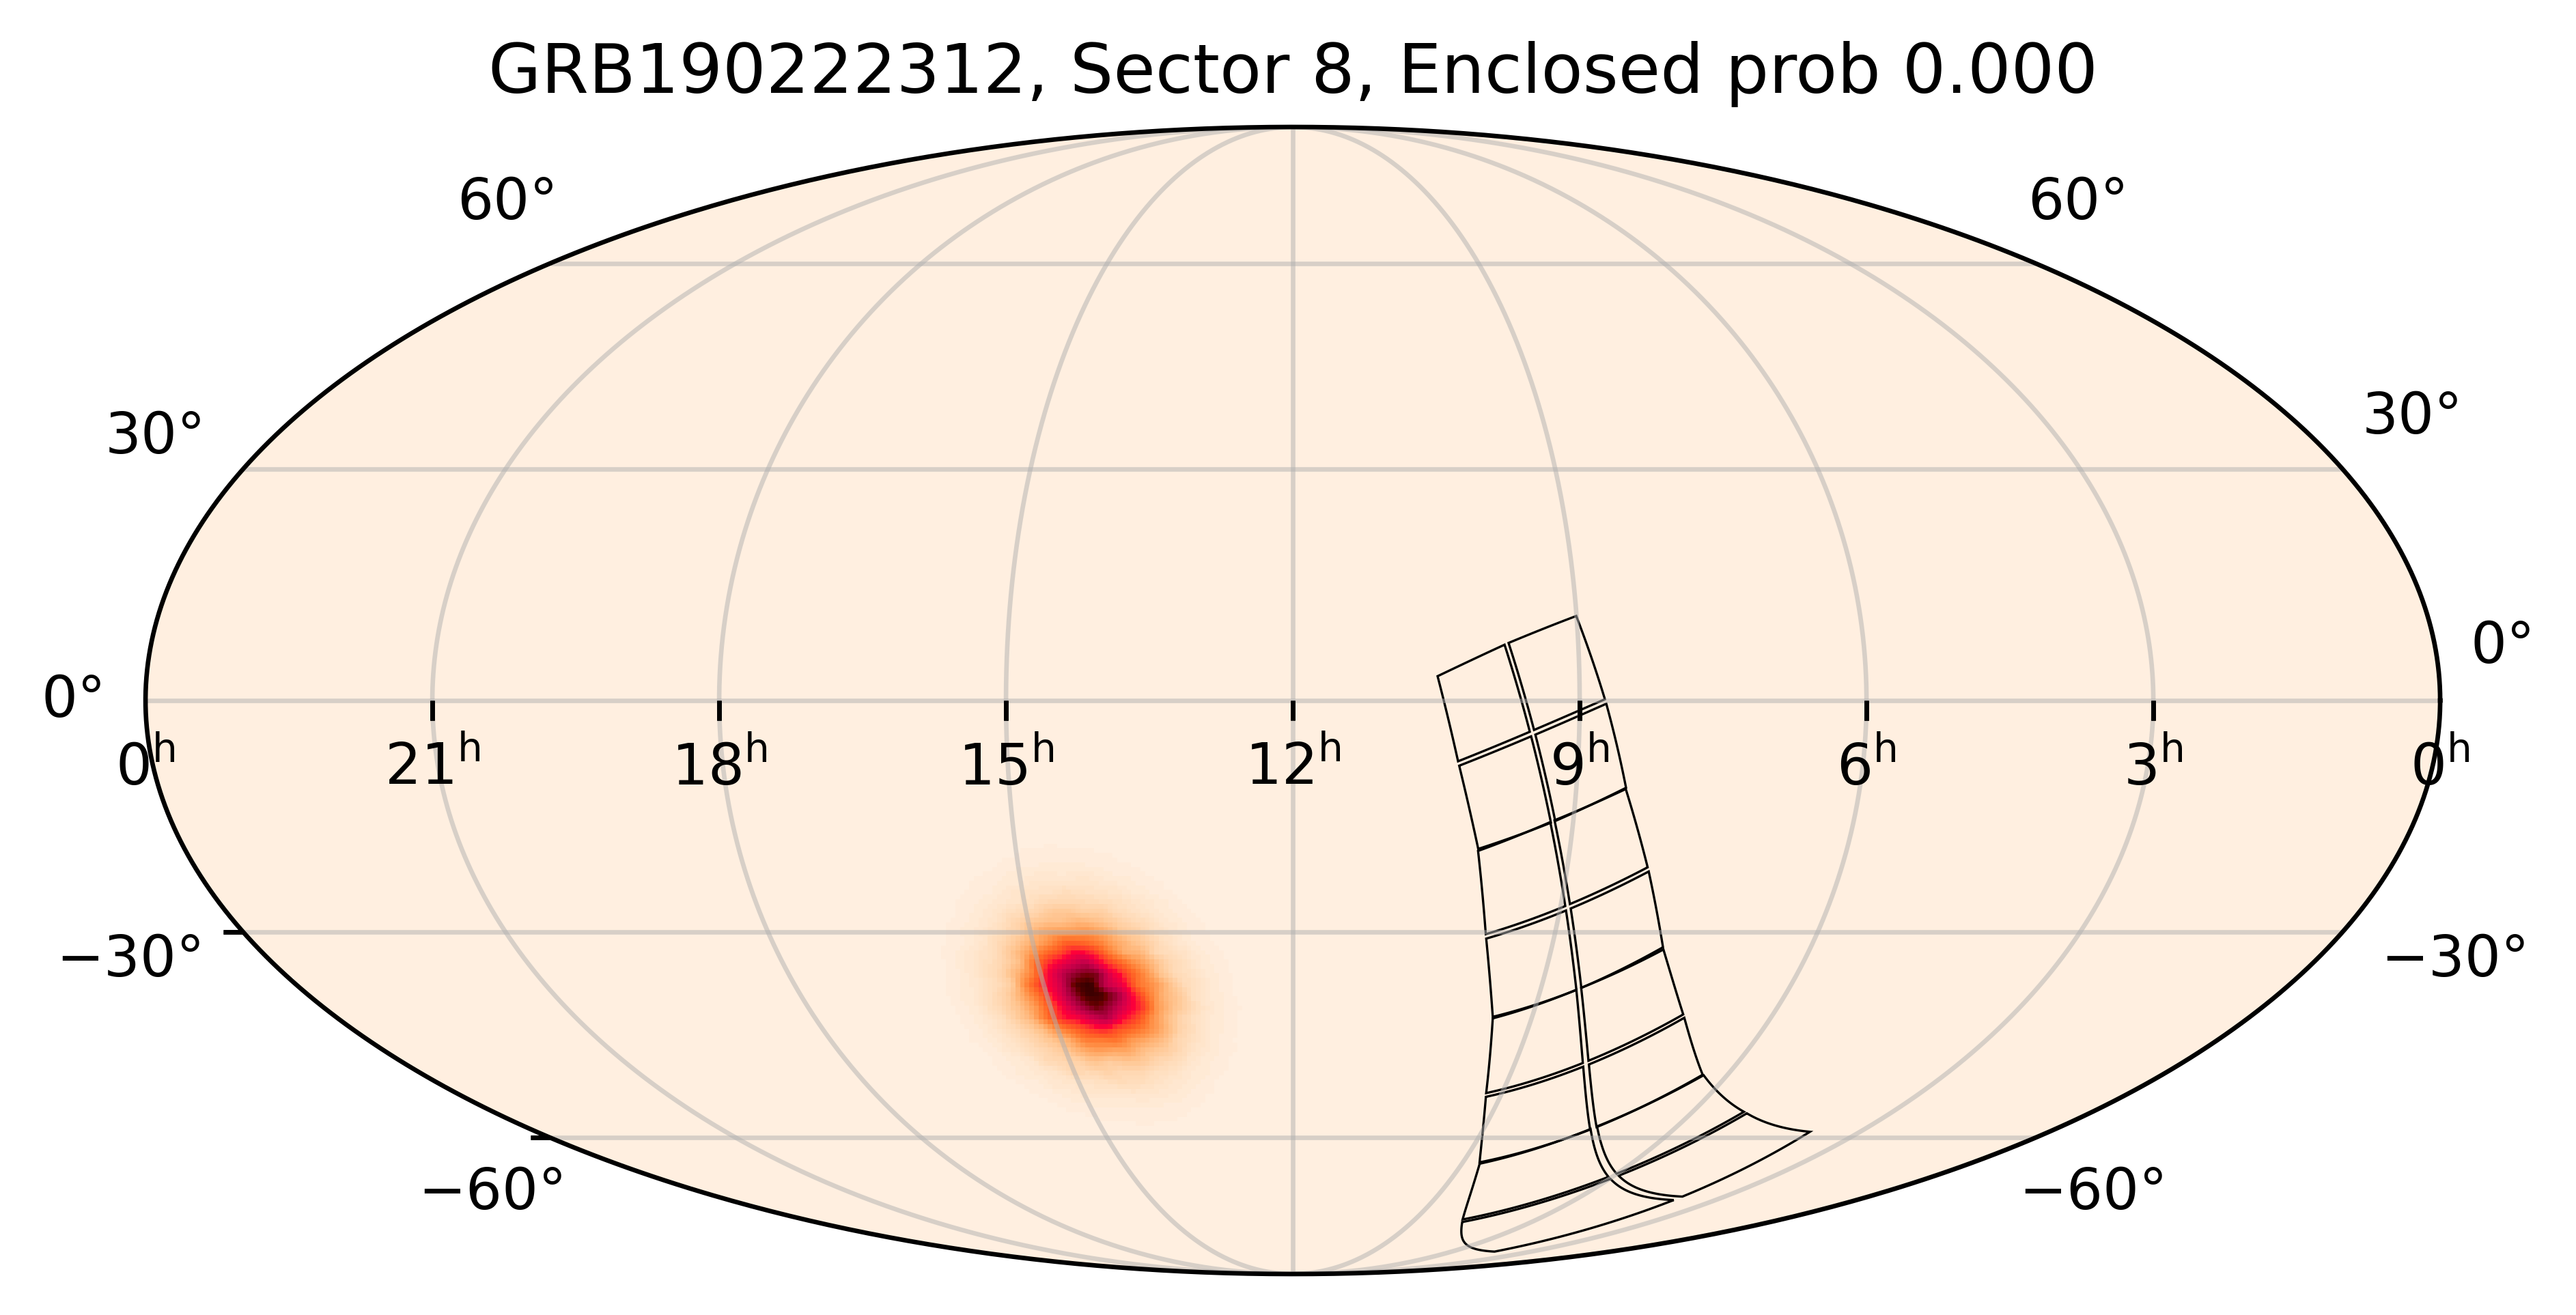 GRB190222312, Sector 8, Enclosed prob 0.000
60° 60°
30° 30°
0° 0°
0h 21h 18h 15h 12h 9h 6h 3h 0h
−30° −30°
−60° −60°